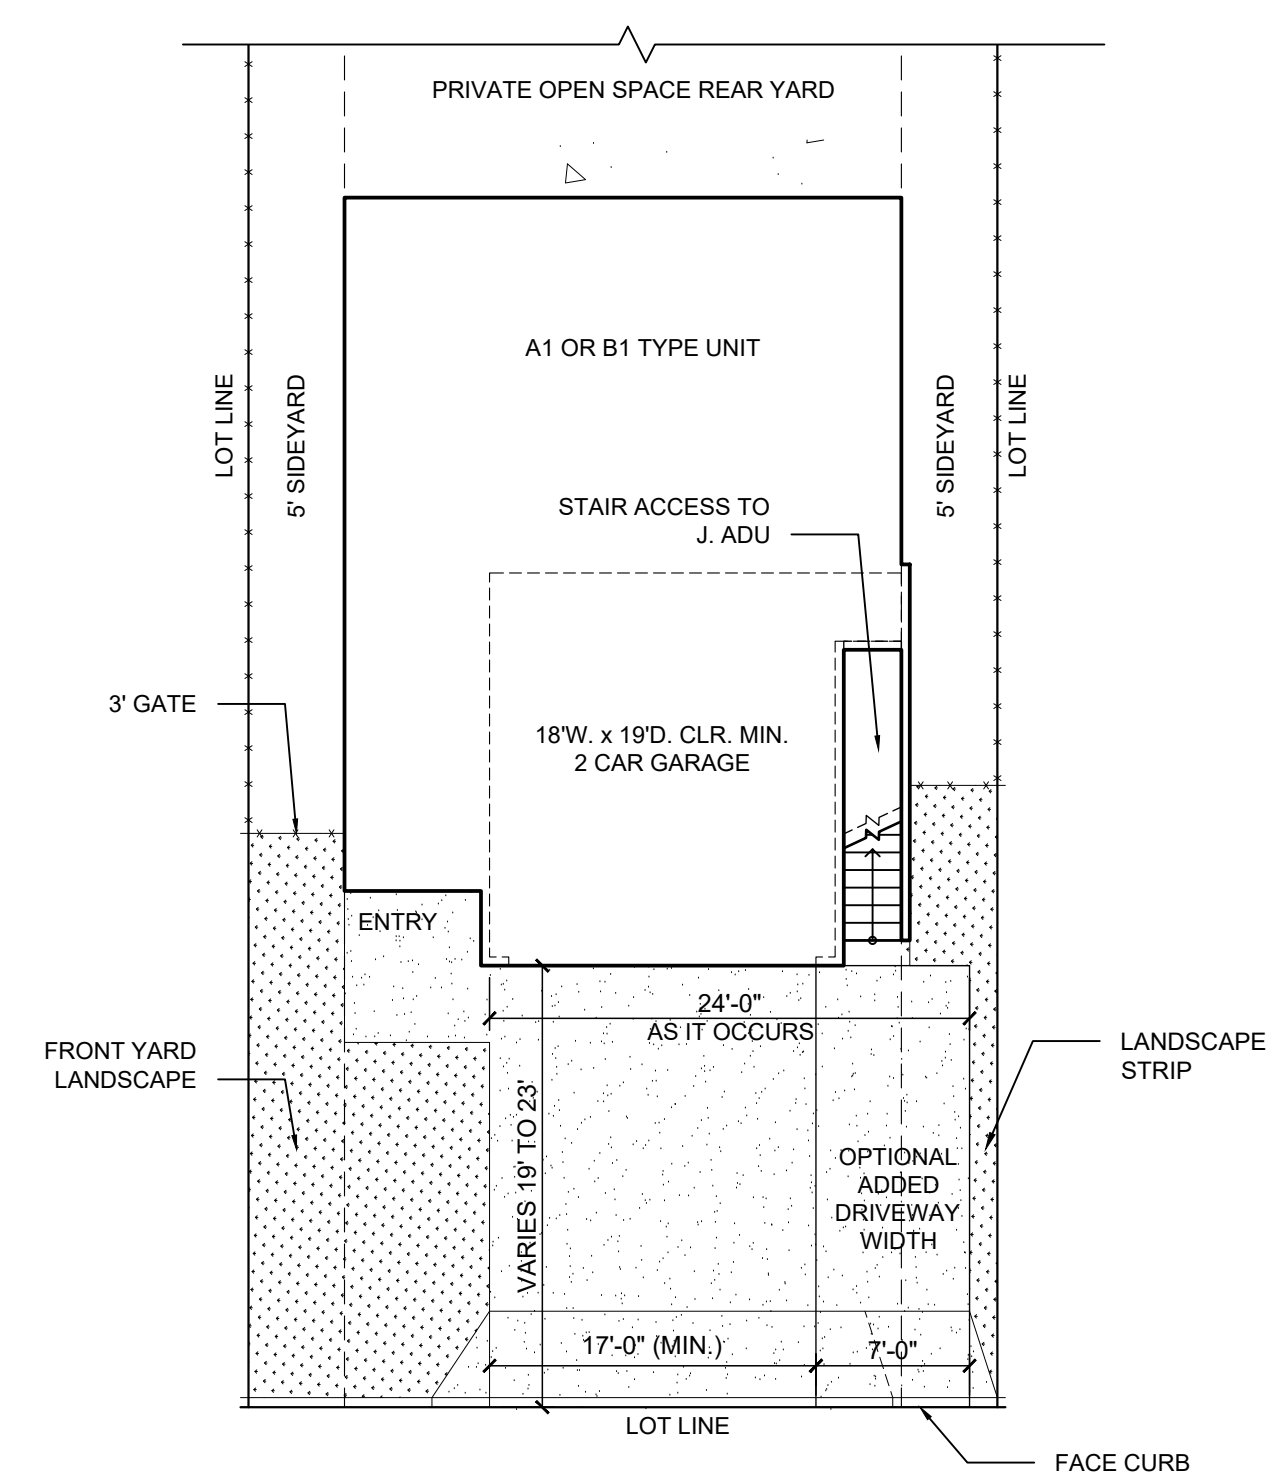 PRIVATE OPEN SPACE REAR YARD
A1 OR B1 TYPE UNIT
LOT LINE
5' SIDEYARD
5' SIDEYARD
LOT LINE
STAIR ACCESS TO
J. ADU
3' GATE
18'W. x 19'D. CLR. MIN.
2 CAR GARAGE
ENTRY
24'-0"
AS IT OCCURS
FRONT YARD
LANDSCAPE
LANDSCAPE
STRIP
VARIES 19' TO 23'
OPTIONAL
ADDED
DRIVEWAY
WIDTH
17'-0" (MIN.)
7'-0"
LOT LINE
FACE CURB